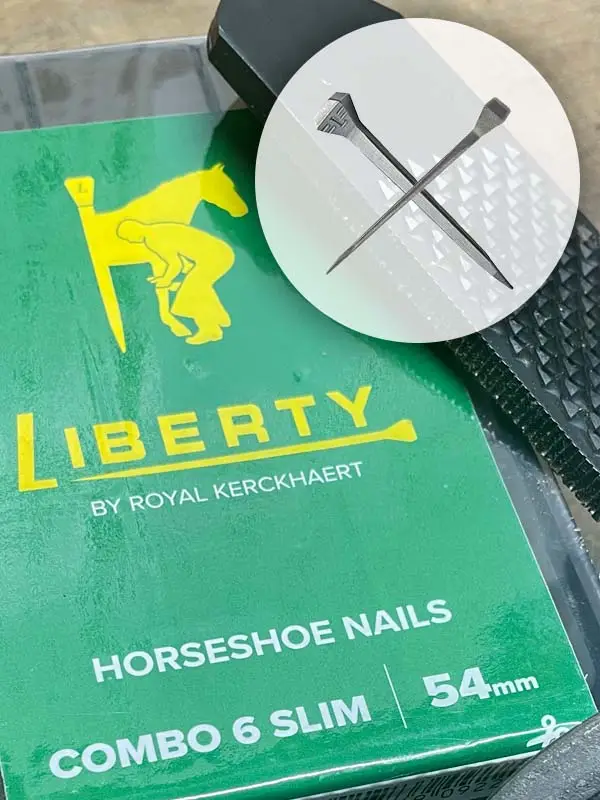 L
LIBERTY
BY ROYAL KERCKHAERT
HORSESHOE NAILS
COMBO 6 SLIM | 54mm